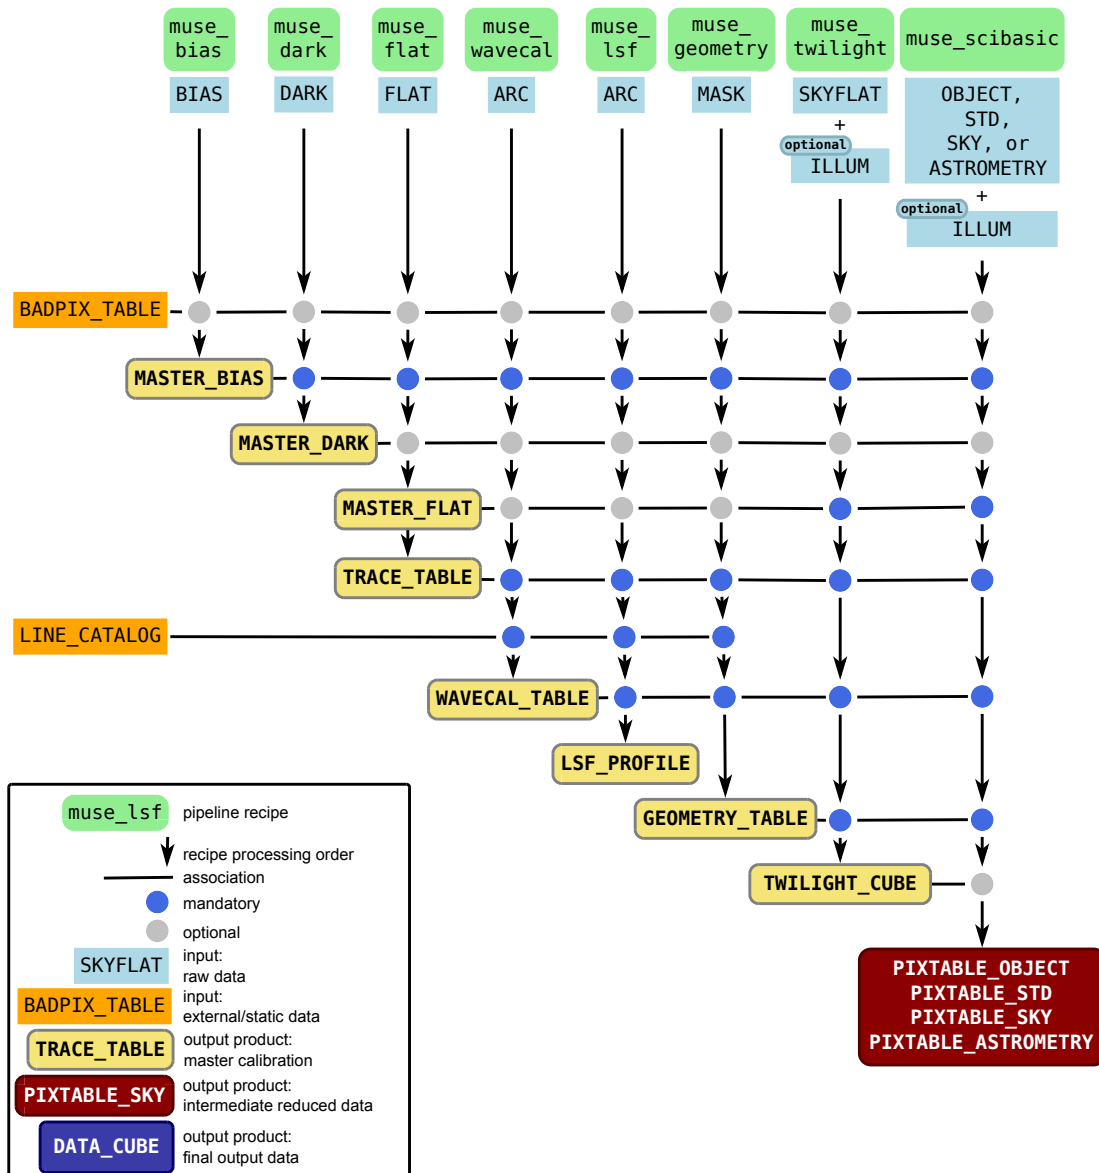 muse_
bias
muse_
dark
muse_
flat
muse_
wavecal
muse_
lsf
muse_
geometry
muse_
twilight
muse_scibasic
BIAS
DARK
FLAT
ARC
ARC
MASK
SKYFLAT
+
optional
ILLUM
OBJECT,
STD,
SKY, or
ASTROMETRY
+
optional
ILLUM
BADPIX_TABLE
MASTER_BIAS
MASTER_DARK
MASTER_FLAT
TRACE_TABLE
LINE_CATALOG
WAVECAL_TABLE
LSF_PROFILE
GEOMETRY_TABLE
TWILIGHT_CUBE
PIXTABLE_OBJECT
PIXTABLE_STD
PIXTABLE_SKY
PIXTABLE_ASTROMETRY
muse_lsf
pipeline recipe
recipe processing order
association
mandatory
optional
SKYFLAT
input:
raw data
BADPIX_TABLE
input:
external/static data
TRACE_TABLE
output product:
master calibration
PIXTABLE_SKY
output product:
intermediate reduced data
DATA_CUBE
output product:
final output data